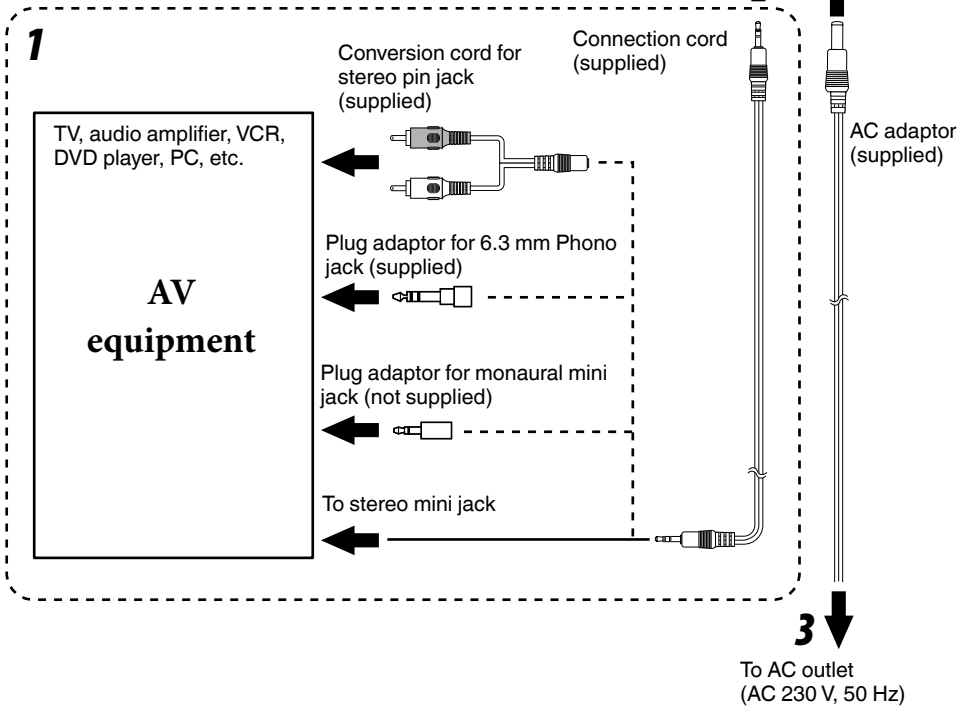 1
Conversion cord for
stereo pin jack
(supplied)
Connection cord
(supplied)
TV, audio amplifier, VCR,
DVD player, PC, etc.
AC adaptor
(supplied)
Plug adaptor for 6.3 mm Phono
jack (supplied)
AV
equipment
Plug adaptor for monaural mini
jack (not supplied)
To stereo mini jack
3
To AC outlet
(AC 230 V, 50 Hz)